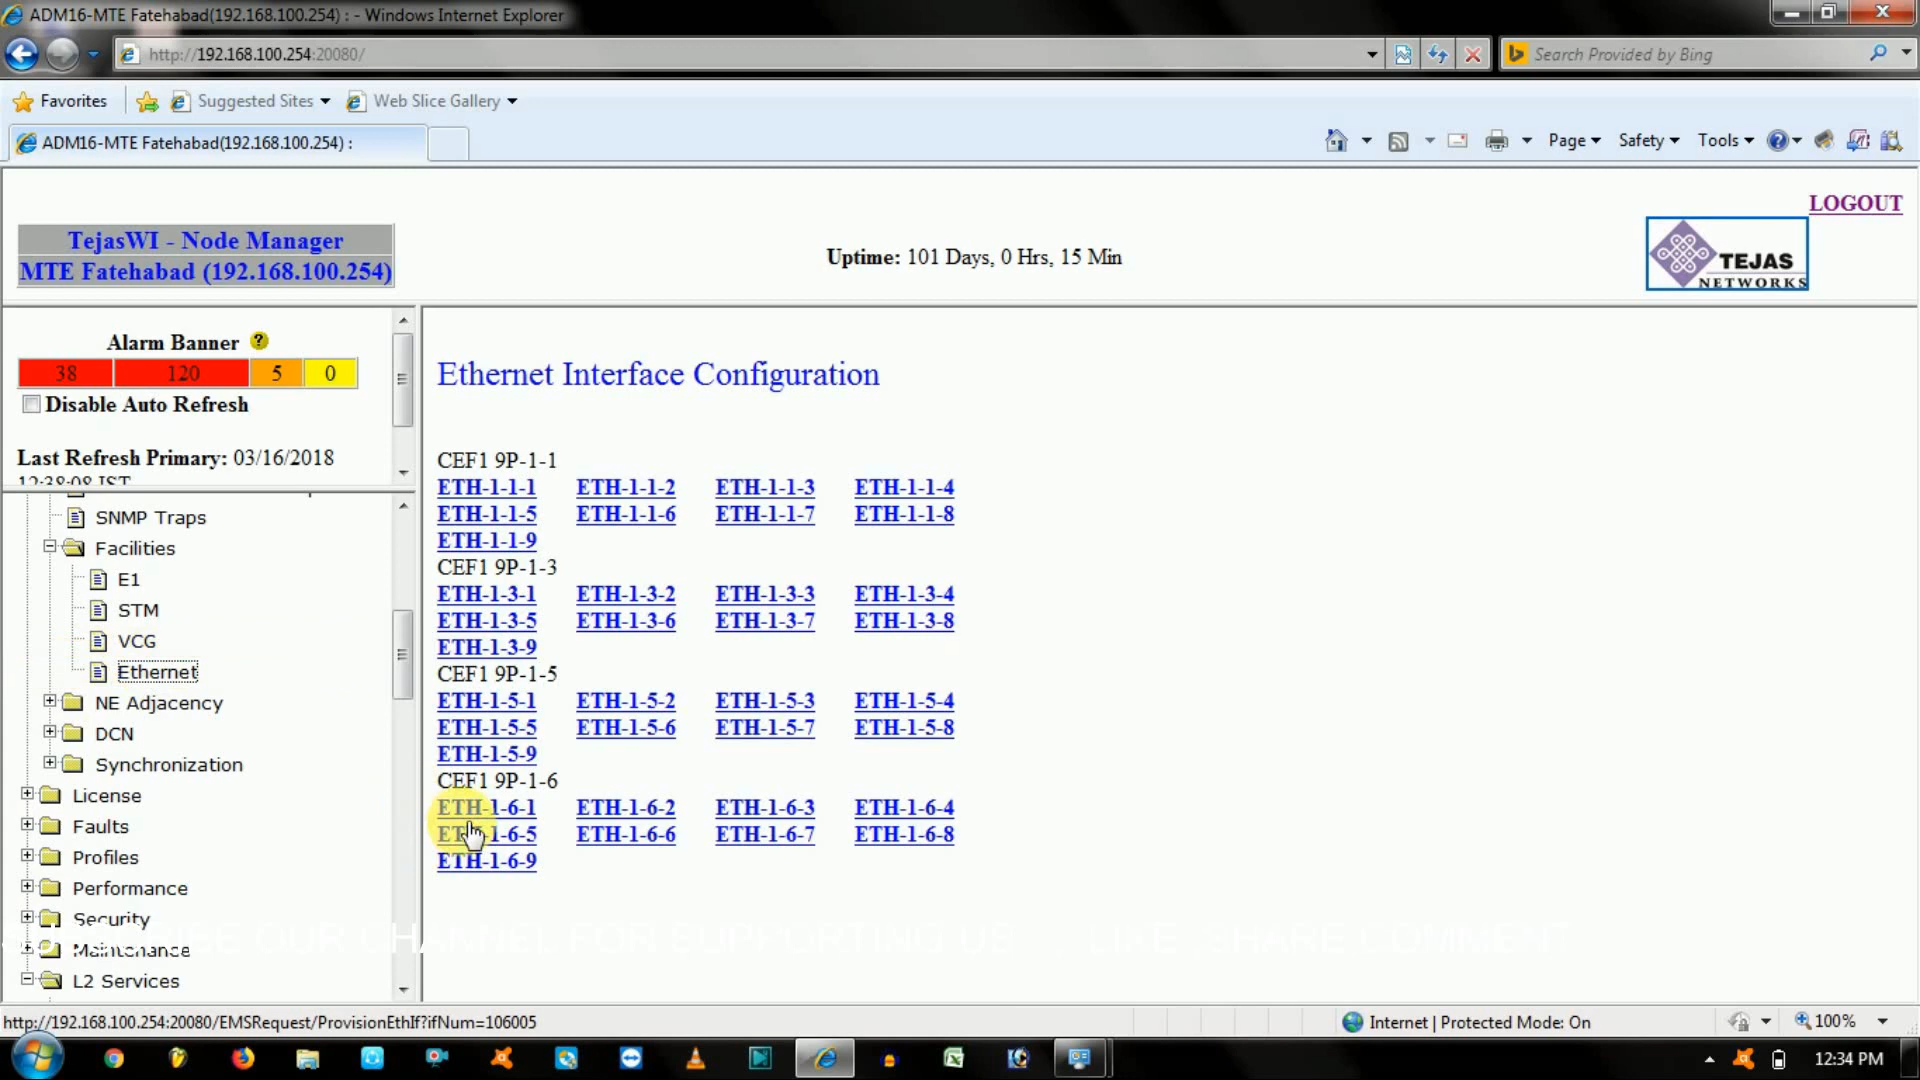 ADM16-MTE Fatehabad(192.168.100.254) : - Windows Internet Explorer
http://192.168.100.254:20080/
Search Provided by Bing
Favorites
Suggested Sites
Web Slice Gallery
ADM16-MTE Fatehabad(192.168.100.254) :
Page
Safety
Tools
LOGOUT
TejasWI - Node Manager
MTE Fatehabad (192.168.100.254)
Uptime: 101 Days, 0 Hrs, 15 Min
TEJAS
NETWORKS
Alarm Banner ?
38 120 5 0
Disable Auto Refresh
Last Refresh Primary: 03/16/2018
12:38:08 IST
SNMP Traps
Facilities
E1
STM
VCG
Ethernet
NE Adjacency
DCN
Synchronization
License
Faults
Profiles
Performance
Security
Maintenance
L2 Services
Ethernet Interface Configuration
CEF1 9P-1-1
ETH-1-1-1 ETH-1-1-2 ETH-1-1-3 ETH-1-1-4
ETH-1-1-5 ETH-1-1-6 ETH-1-1-7 ETH-1-1-8
ETH-1-1-9
CEF1 9P-1-3
ETH-1-3-1 ETH-1-3-2 ETH-1-3-3 ETH-1-3-4
ETH-1-3-5 ETH-1-3-6 ETH-1-3-7 ETH-1-3-8
ETH-1-3-9
CEF1 9P-1-5
ETH-1-5-1 ETH-1-5-2 ETH-1-5-3 ETH-1-5-4
ETH-1-5-5 ETH-1-5-6 ETH-1-5-7 ETH-1-5-8
ETH-1-5-9
CEF1 9P-1-6
ETH-1-6-1 ETH-1-6-2 ETH-1-6-3 ETH-1-6-4
ETH-1-6-5 ETH-1-6-6 ETH-1-6-7 ETH-1-6-8
ETH-1-6-9
OUR CHANNEL FOR SUPPORTING US LIKE SHARE COMMENT
http://192.168.100.254:20080/EMSRequest/ProvisionEthIf?ifNum=106005
Internet | Protected Mode: On
100%
12:34 PM